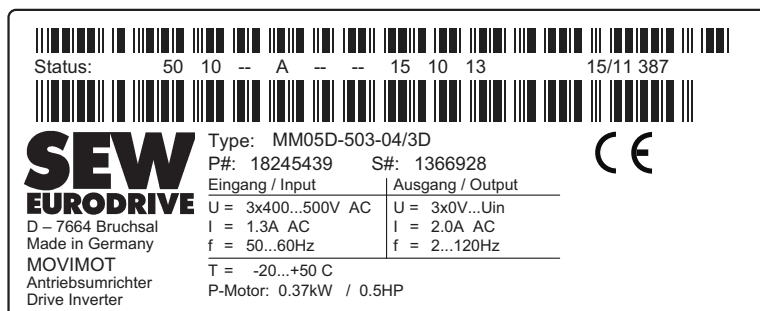 Status: 50 10 -- A -- -- 15 10 13 15/11 387
SEW
EURODRIVE
D – 7664 Bruchsal
Made in Germany
MOVIMOT
Antriebsumrichter
Drive Inverter
Type: MM05D-503-04/3D
P#: 18245439 S#: 1366928
Eingang / Input Ausgang / Output
U = 3x400...500V AC U = 3x0V...Uin
I = 1.3A AC I = 2.0A AC
f = 50...60Hz f = 2...120Hz
T = -20...+50 C
P-Motor: 0.37kW / 0.5HP
CE